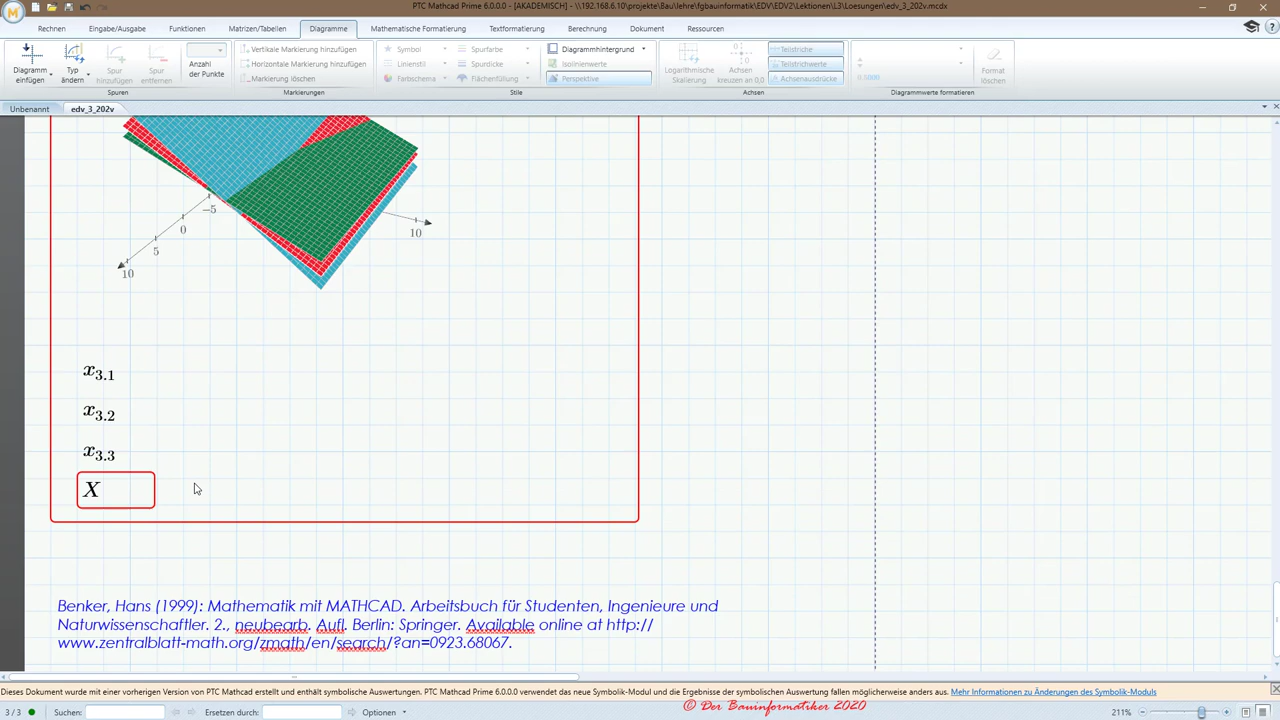 PTC Mathcad Prime 6.0.0.0 - [AKADEMISCH] - \\192.168.6.10\projekte\Bau\lehre\fgbauinformatik\EDV\EDV2\Lektionen\L3\Loesungen\edv_3_202v.mcdx
Rechnen Eingabe/Ausgabe Funktionen Matrizen/Tabellen Diagramme Mathematische Formatierung Textformatierung Berechnung Dokument Ressourcen
Diagramm einfügen
Typ ändern
Spur hinzufügen
Spur entfernen
Anzahl der Punkte
Spuren
Vertikale Markierung hinzufügen
Horizontale Markierung hinzufügen
Markierung löschen
Markierungen
Symbol
Linienstil
Farbschema
Spurfarbe
Spurdicke
Flächenfüllung
Diagrammhintergrund
Isolinienwerte
Perspektive
Stile
Logarithmische Skalierung
Achsen kreuzen an 0,0
Teilstriche
Teilstrichwerte
Achsenausdrücke
Achsen
0.5000
Format löschen
Diagrammwerte formatieren
Unbenannt edv_3_202v
−5
0
5
10
10
x3.1
x3.2
x3.3
X
Benker, Hans (1999): Mathematik mit MATHCAD. Arbeitsbuch für Studenten, Ingenieure und
Naturwissenschaftler. 2., neubearb. Aufl. Berlin: Springer. Available online at http://
www.zentralblatt-math.org/zmath/en/search/?an=0923.68067.
Dieses Dokument wurde mit einer vorherigen Version von PTC Mathcad erstellt und enthält symbolische Auswertungen. PTC Mathcad Prime 6.0.0.0 verwendet das neue Symbolik-Modul und die Ergebnisse der symbolischen Auswertung fallen möglicherweise anders aus. Mehr Informationen zu Änderungen des Symbolik-Moduls
3 / 3 Suchen: Ersetzen durch: Optionen 211%
© Der Bauinformatiker 2020